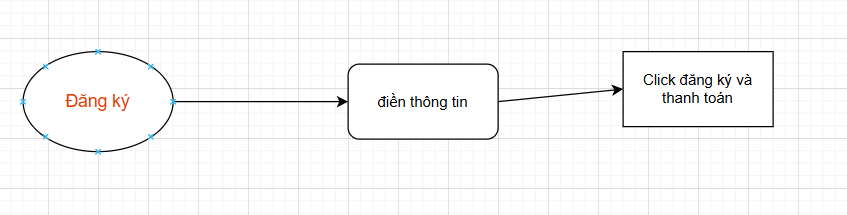 Đăng ký
điền thông tin
Click đăng ký và
thanh toán